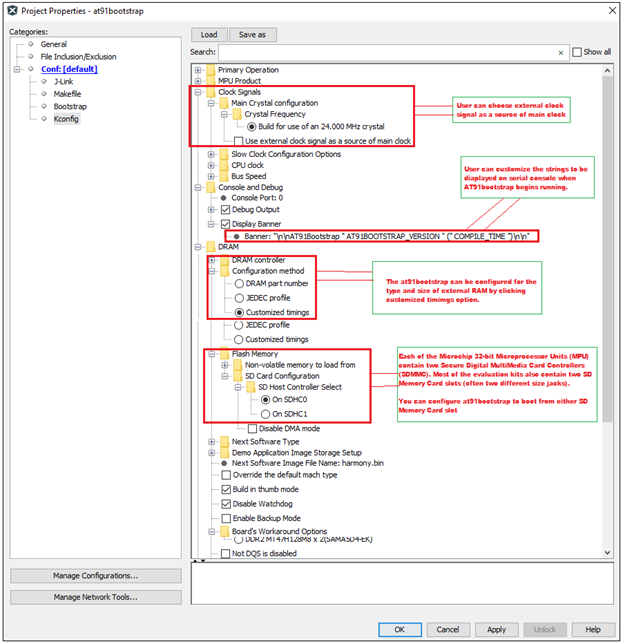 Project Properties - at91bootstrap
Categories:
General
File Inclusion/Exclusion
Conf: [default]
J-Link
Makefile
Bootstrap
Kconfig
Manage Configurations...
Manage Network Tools...
Load
Save as
Search:
Show all
Primary Operation
MPU Product
Clock Signals
Main Crystal configuration
Crystal Frequency
Build for use of an 24.000 MHz crystal
Use external clock signal as a source of main clock
Slow Clock Configuration Options
CPU clock
Bus Speed
Console and Debug
Console Port: 0
Debug Output
Display Banner
Banner: "\n\nAT91Bootstrap " AT91BOOTSTRAP_VERSION " (" COMPILE_TIME ")\n\n"
DRAM
DRAM controller
Configuration method
DRAM part number
JEDEC profile
Customized timings
JEDEC profile
Customized timings
Flash Memory
Non-volatile memory to load from
SD Card Configuration
SD Host Controller Select
On SDHC0
On SDHC1
Disable DMA mode
Next Software Type
Demo Application Image Storage Setup
Next Software Image File Name: harmony.bin
Override the default mach type
Build in thumb mode
Disable Watchdog
Enable Backup Mode
Board's Workaround Options
DDR2 MT47H128M8 x 2(SAMA5D4-EK)
Not DQS is disabled
User can choose external clock
signal as a source of main clock
User can customize the strings to be
diaplayed on serial console when
AT91bootstrap begins running.
The at91bootstrap can be configured for the
type and size of external RAM by clicking
customized timimgs option.
Each of the Microchip 32-bit Microprocessor Units (MPU)
contain two Secure Digital MultiMedia Card Controllers
(SDMMC). Most of the evaluation kits also contain two SD
Memory Card slots (often two different size jacks).
You can configure at91bootstrap to boot from either SD
Memory Card slot
OK
Cancel
Apply
Unlock
Help